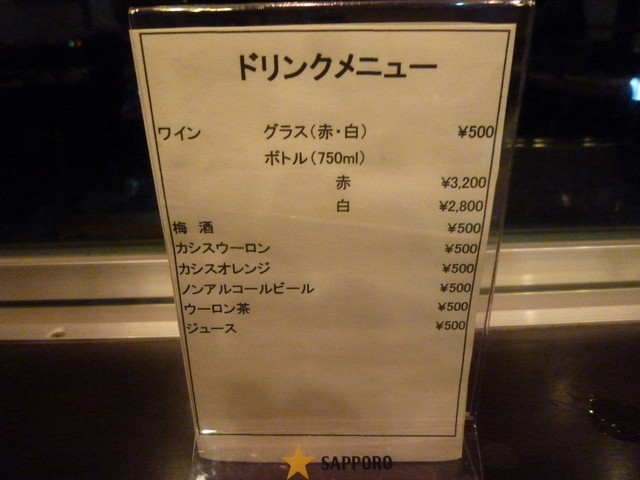 ドリンクメニュー
ワイン グラス(赤・白) ¥500
ボトル(750ml)
赤 ¥3,200
白 ¥2,800
梅 酒 ¥500
カシスウーロン ¥500
カシスオレンジ ¥500
ノンアルコールビール ¥500
ウーロン茶 ¥500
ジュース ¥500
SAPPORO